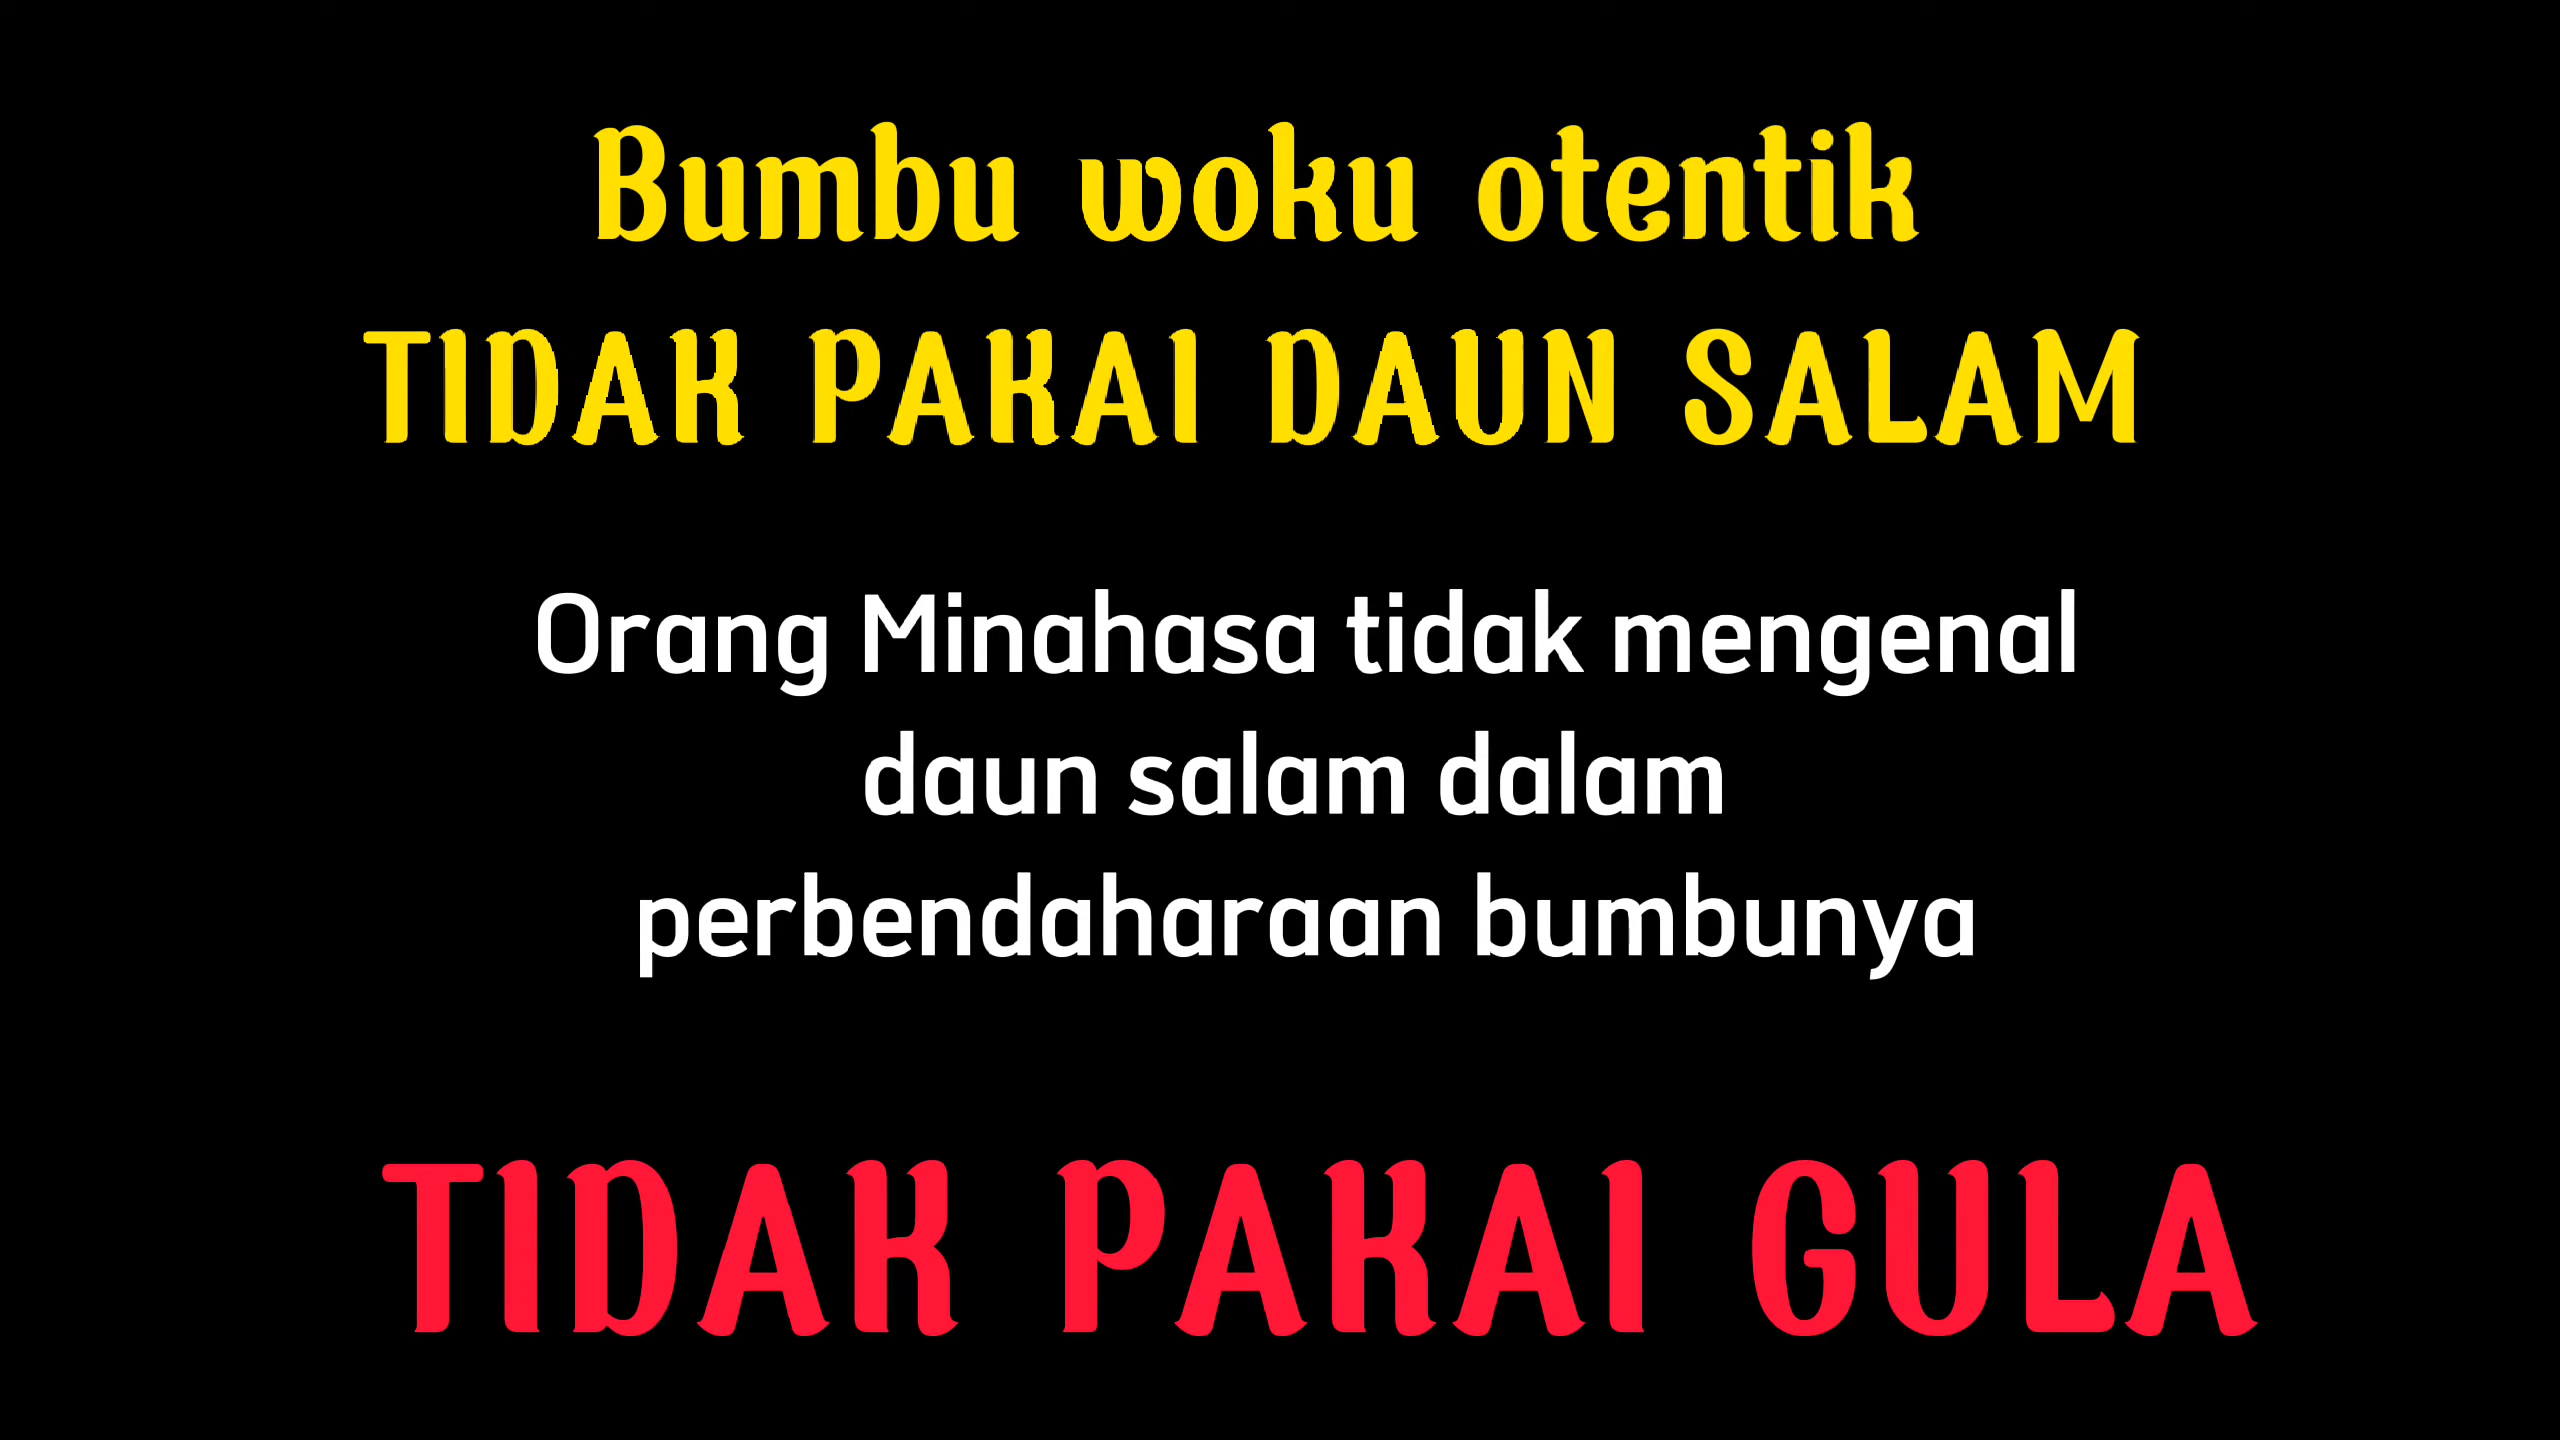 Bumbu woku otentik
TIDAK PAKAI DAUN SALAM
Orang Minahasa tidak mengenal
daun salam dalam
perbendaharaan bumbunya
TIDAK PAKAI GULA